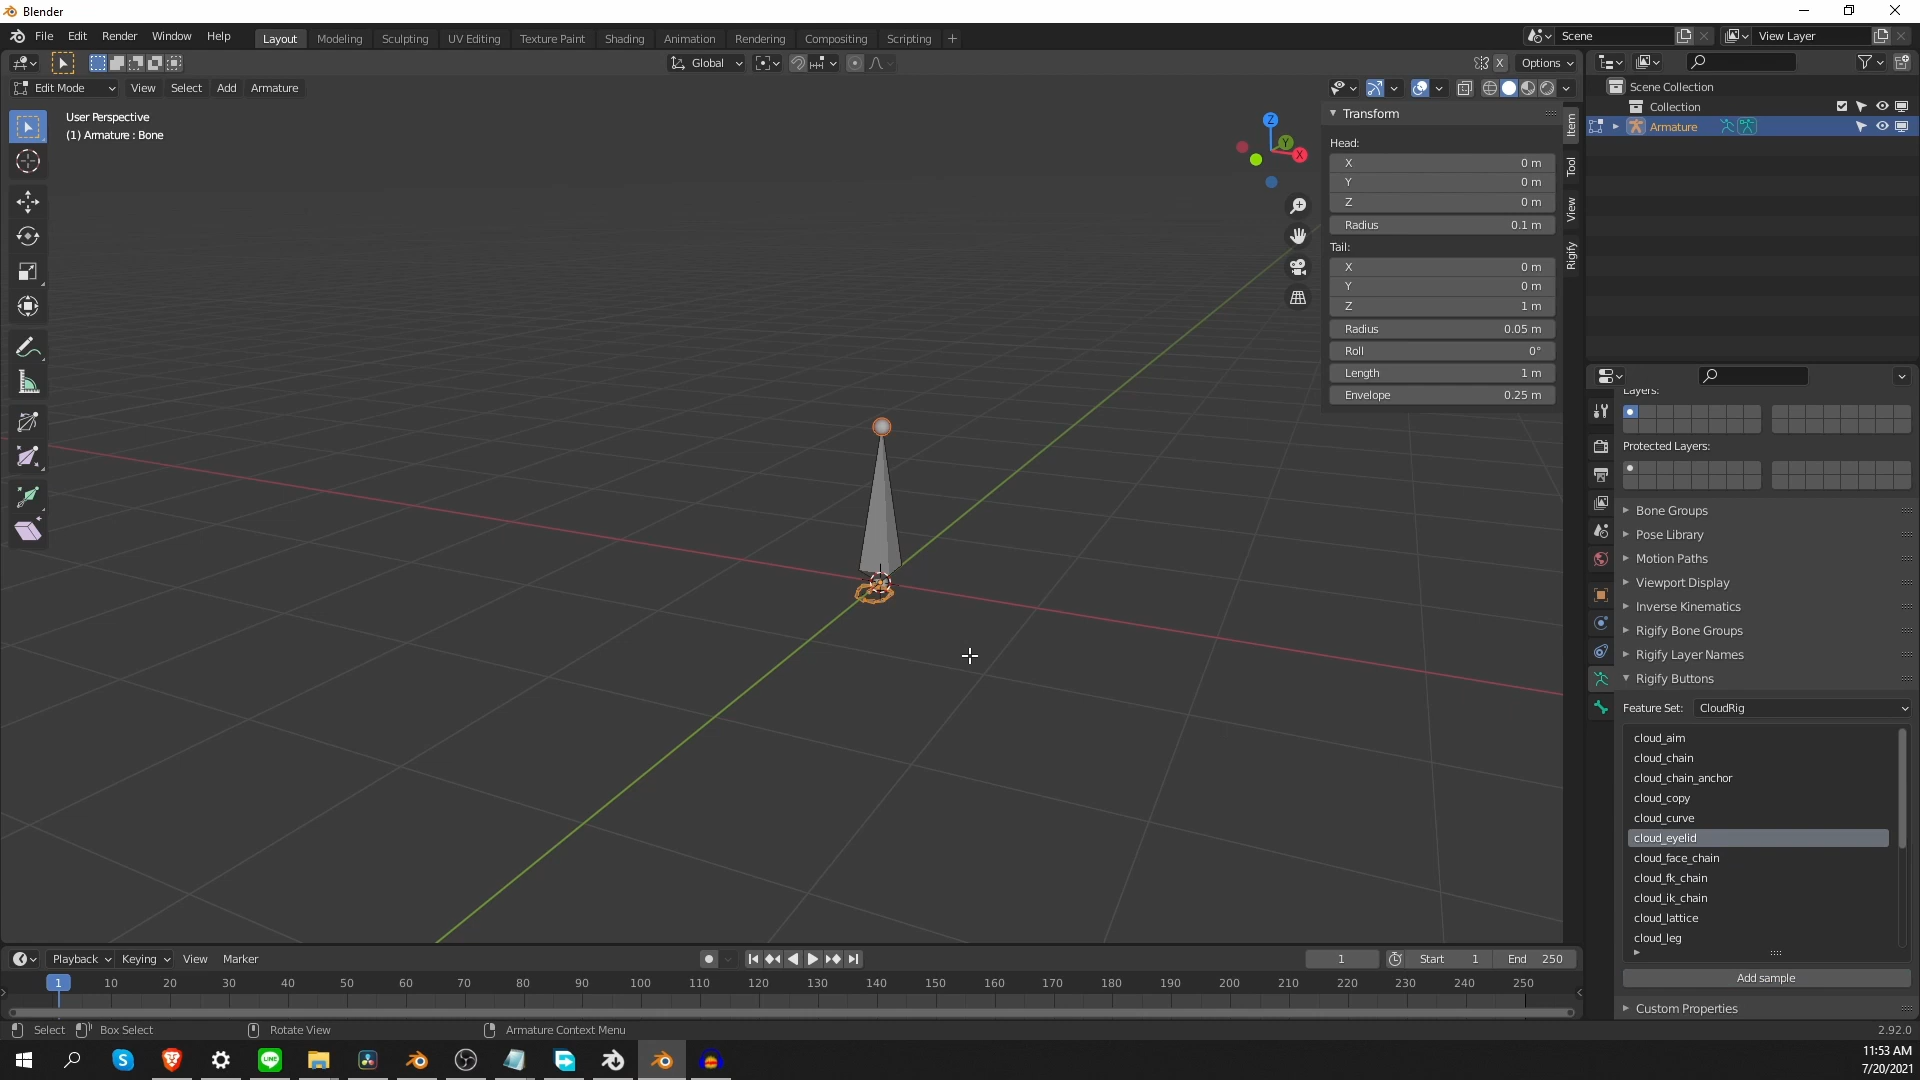 Blender
File Edit Render Window Help
Layout Modeling Sculpting UV Editing Texture Paint Shading Animation Rendering Compositing Scripting +
Scene
View Layer
Global
X
Options
Edit Mode View Select Add Armature
User Perspective
(1) Armature : Bone
Z
Y
X
Transform
Head:
X 0 m
Y 0 m
Z 0 m
Radius 0.1 m
Tail:
X 0 m
Y 0 m
Z 1 m
Radius 0.05 m
Roll 0°
Length 1 m
Envelope 0.25 m
Item
Tool
View
Rigify
Scene Collection
Collection
Armature
Layers:
Protected Layers:
Bone Groups
Pose Library
Motion Paths
Viewport Display
Inverse Kinematics
Rigify Bone Groups
Rigify Layer Names
Rigify Buttons
Feature Set: CloudRig
cloud_aim
cloud_chain
cloud_chain_anchor
cloud_copy
cloud_curve
cloud_eyelid
cloud_face_chain
cloud_fk_chain
cloud_ik_chain
cloud_lattice
cloud_leg
Add sample
Custom Properties
Playback Keying View Marker
1 Start 1 End 250
1 10 20 30 40 50 60 70 80 90 100 110 120 130 140 150 160 170 180 190 200 210 220 230 240 250
Select Box Select Rotate View Armature Context Menu
2.92.0
11:53 AM
7/20/2021